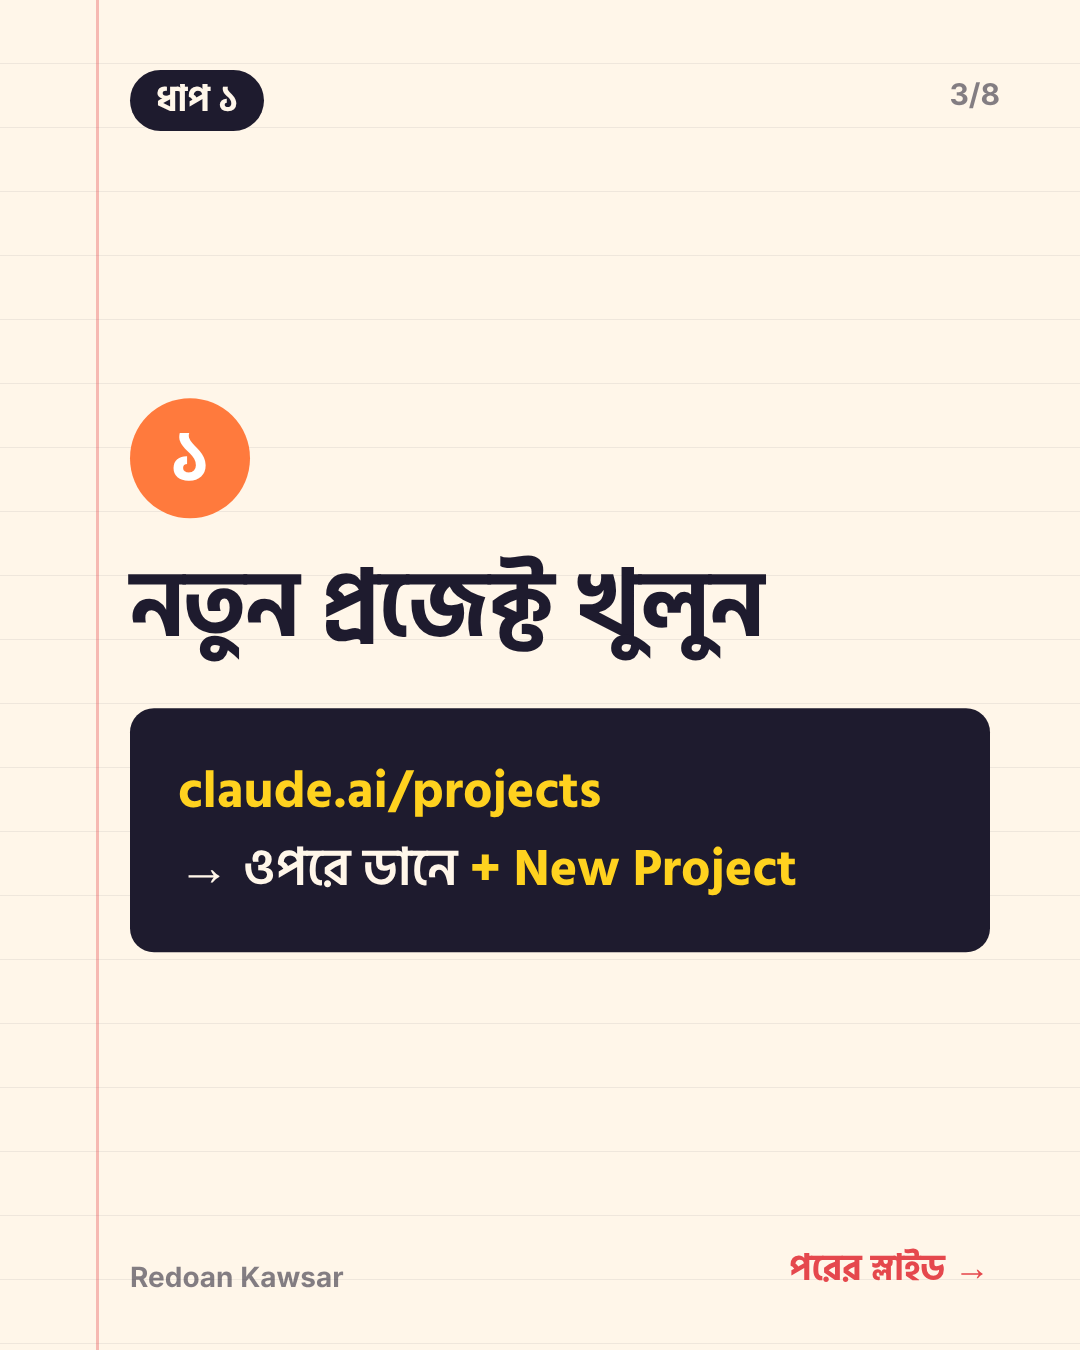 ধাপ ১
3/8
১
নতুন প্রজেক্ট খুলুন
claude.ai/projects
→ ওপরে ডানে + New Project
Redoan Kawsar
পরের স্লাইড →